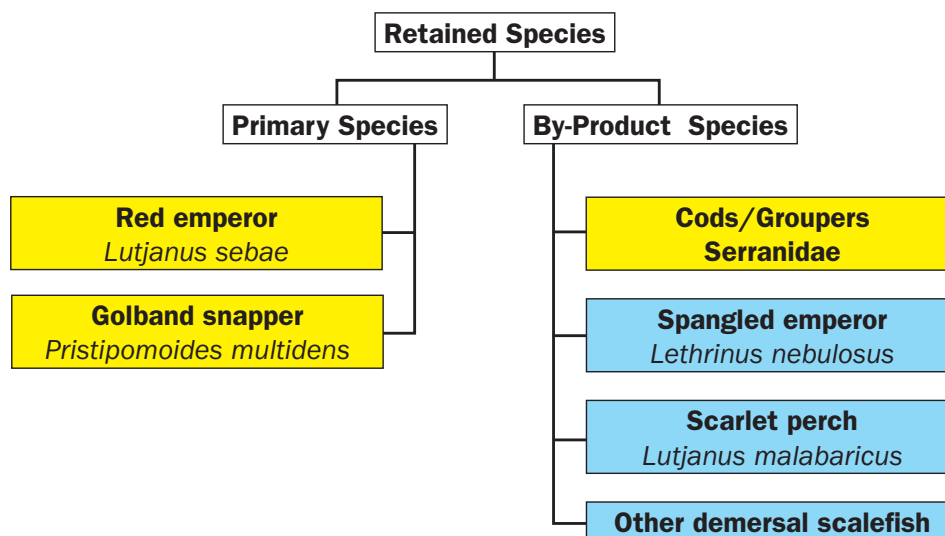 Retained Species
Primary Species
By-Product Species
Red emperor
Lutjanus sebae
Golband snapper
Pristipomoides multidens
Cods/Groupers
Serranidae
Spangled emperor
Lethrinus nebulosus
Scarlet perch
Lutjanus malabaricus
Other demersal scalefish